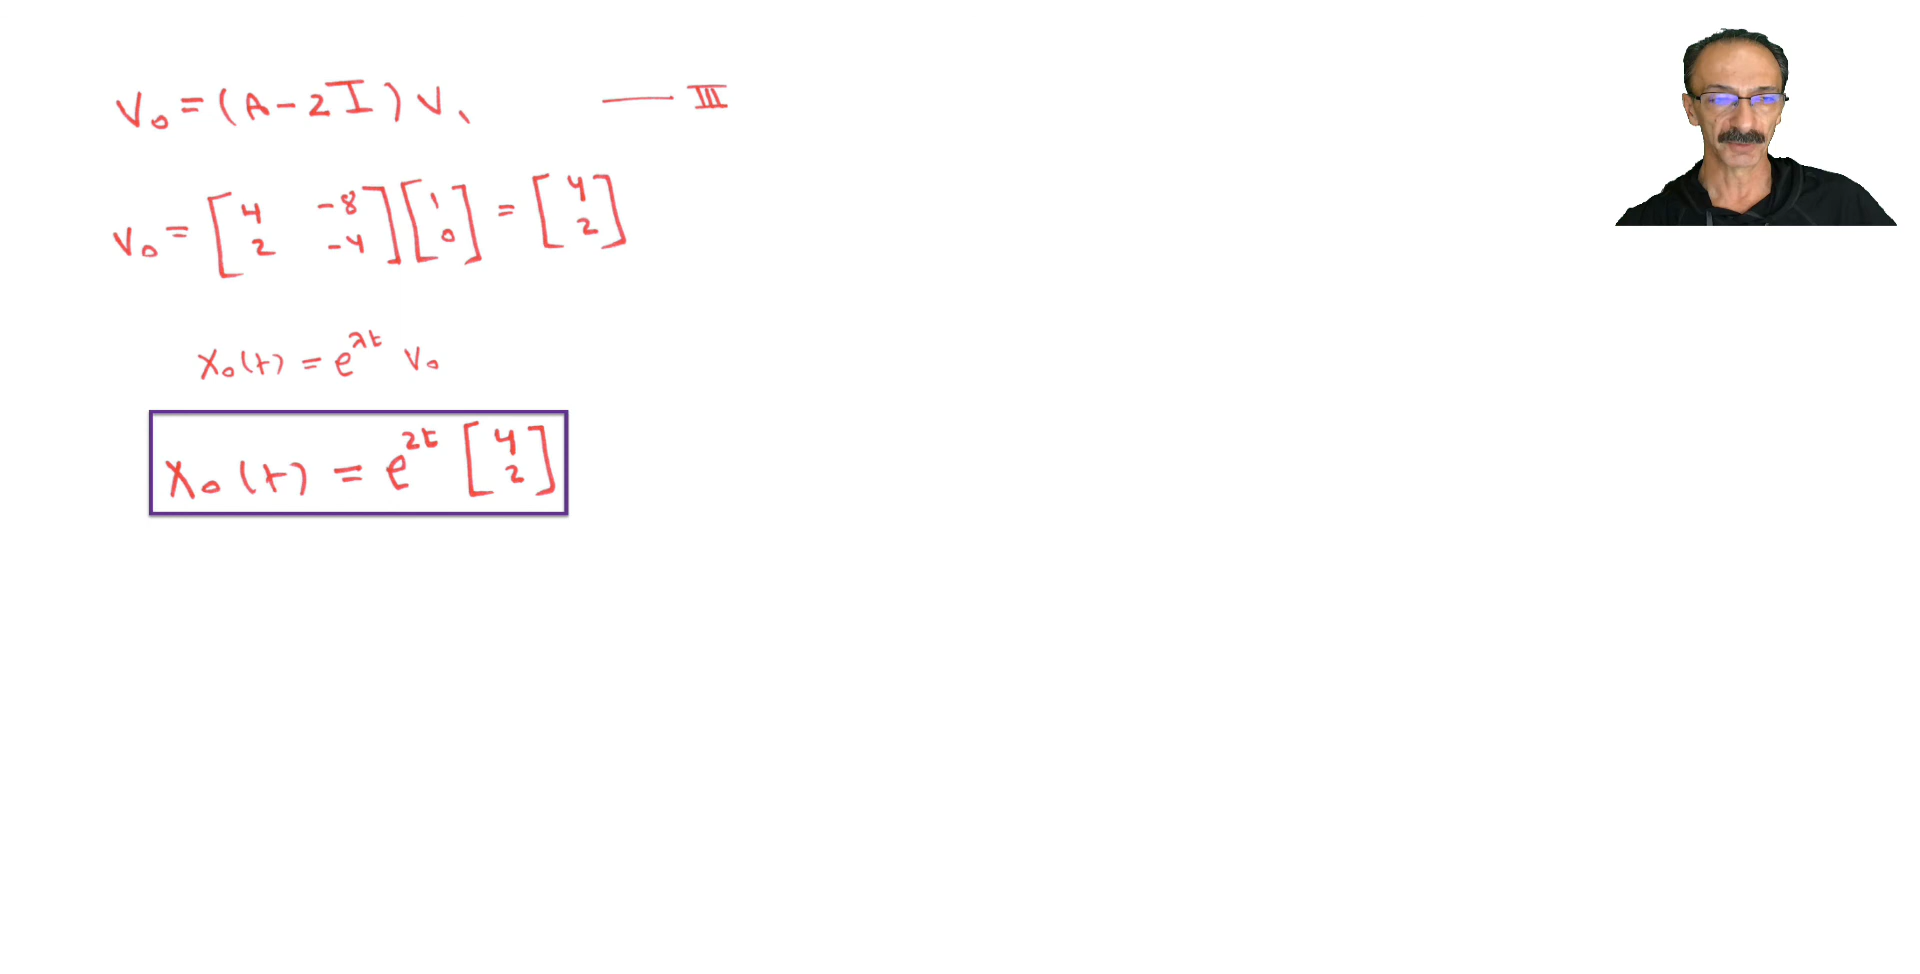 V₀ = (A - 2I) V₁ —— III
V₀ = [4 -8; 2 -4] [1; 0] = [4; 2]
X₀(t) = e^{λt} V₀
X₀(t) = e^{2t} [4; 2]